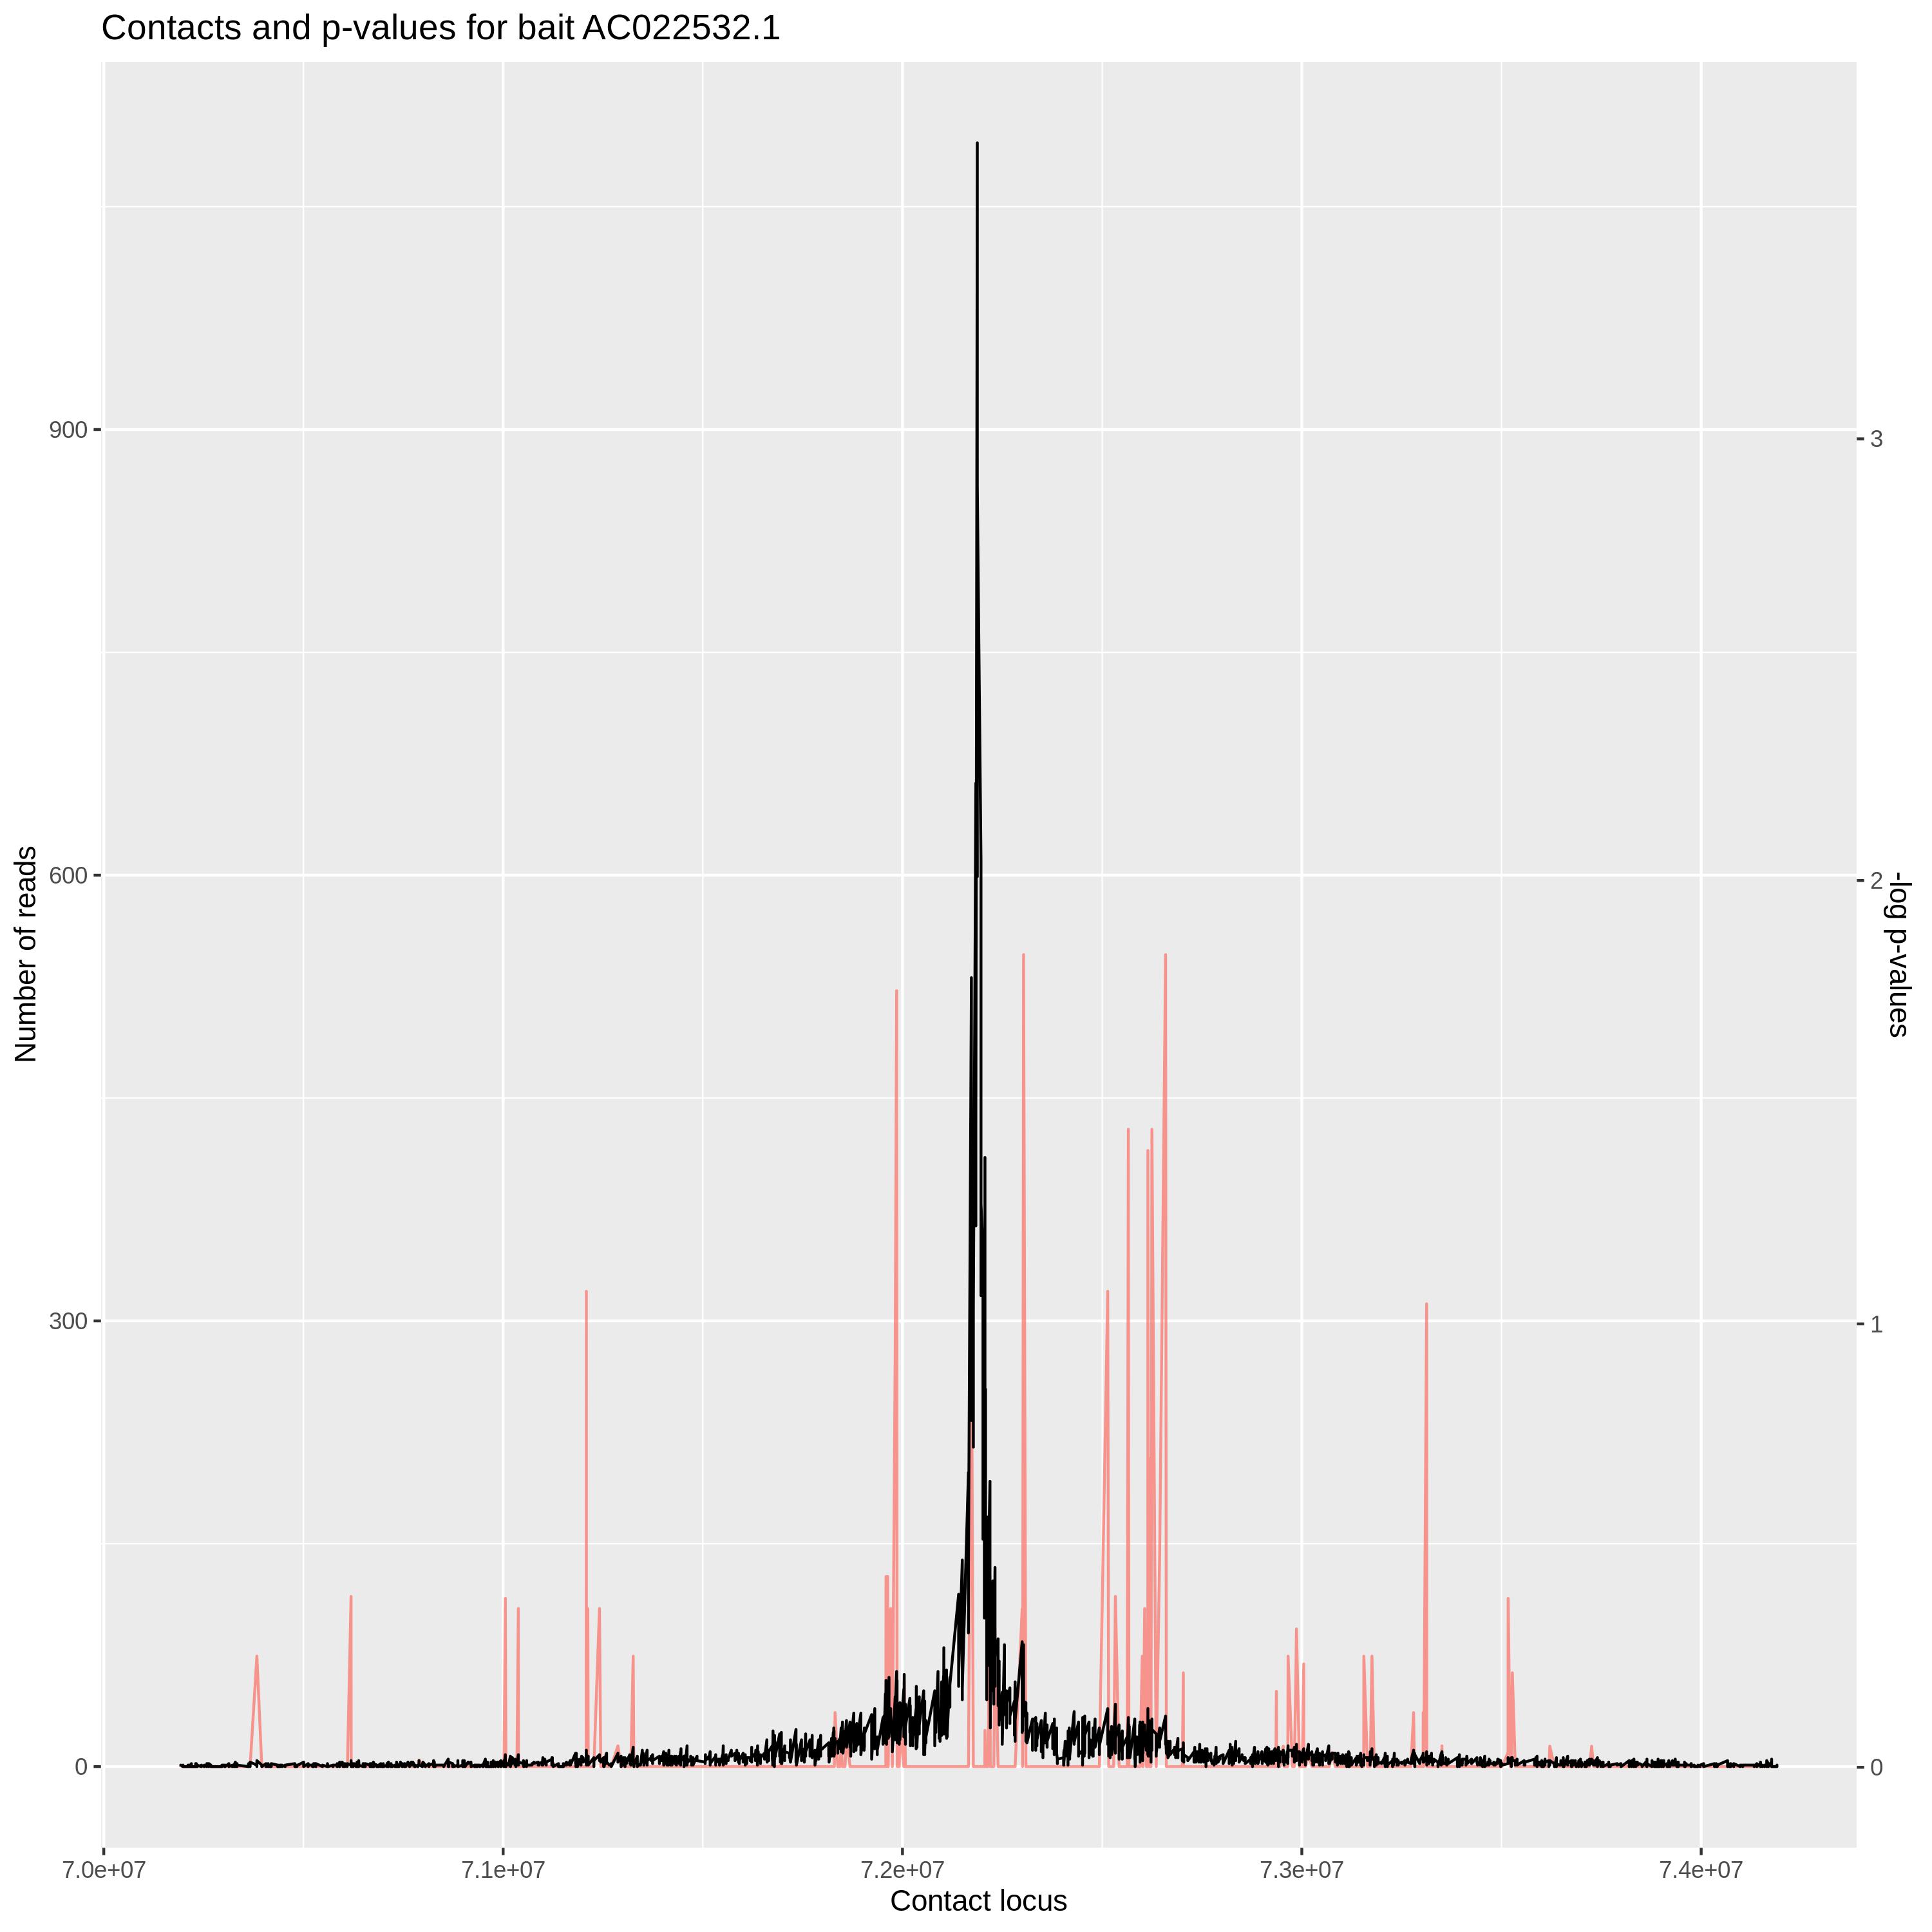 Contacts and p-values for bait AC022532.1
900
600
300
0
3
2
1
0
Number of reads
-log p-values
7.0e+07 7.1e+07 7.2e+07 7.3e+07 7.4e+07
Contact locus